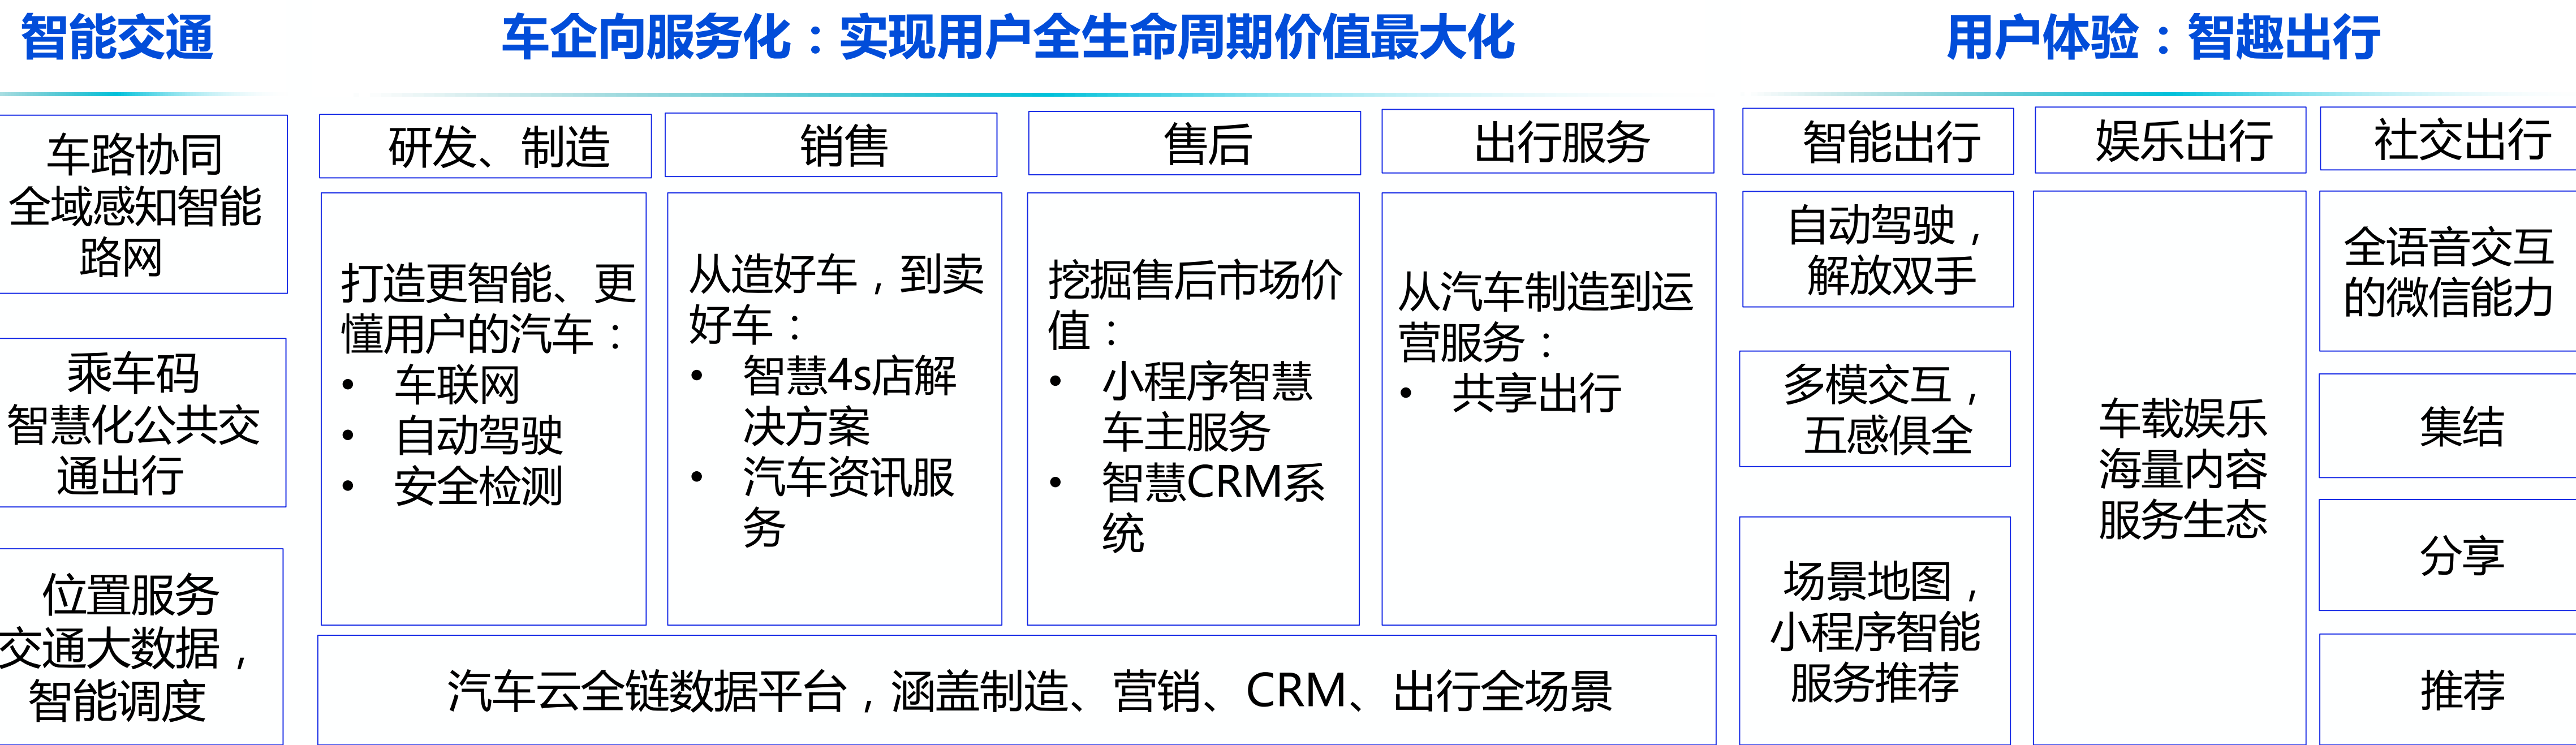 智能交通
车路协同
全域感知智能
路网
乘车码
智慧化公共交
通出行
位置服务
交通大数据，
智能调度
车企向服务化：实现用户全生命周期价值最大化
研发、制造
打造更智能、更
懂用户的汽车：
• 车联网
• 自动驾驶
• 安全检测
销售
从造好车，到卖
好车：
• 智慧4s店解
决方案
• 汽车资讯服
务
售后
挖掘售后市场价
值：
• 小程序智慧
车主服务
• 智慧CRM系
统
出行服务
从汽车制造到运
营服务：
• 共享出行
汽车云全链数据平台，涵盖制造、营销、CRM、出行全场景
用户体验：智趣出行
智能出行
自动驾驶，
解放双手
多模交互，
五感俱全
场景地图，
小程序智能
服务推荐
娱乐出行
车载娱乐
海量内容
服务生态
社交出行
全语音交互
的微信能力
集结
分享
推荐